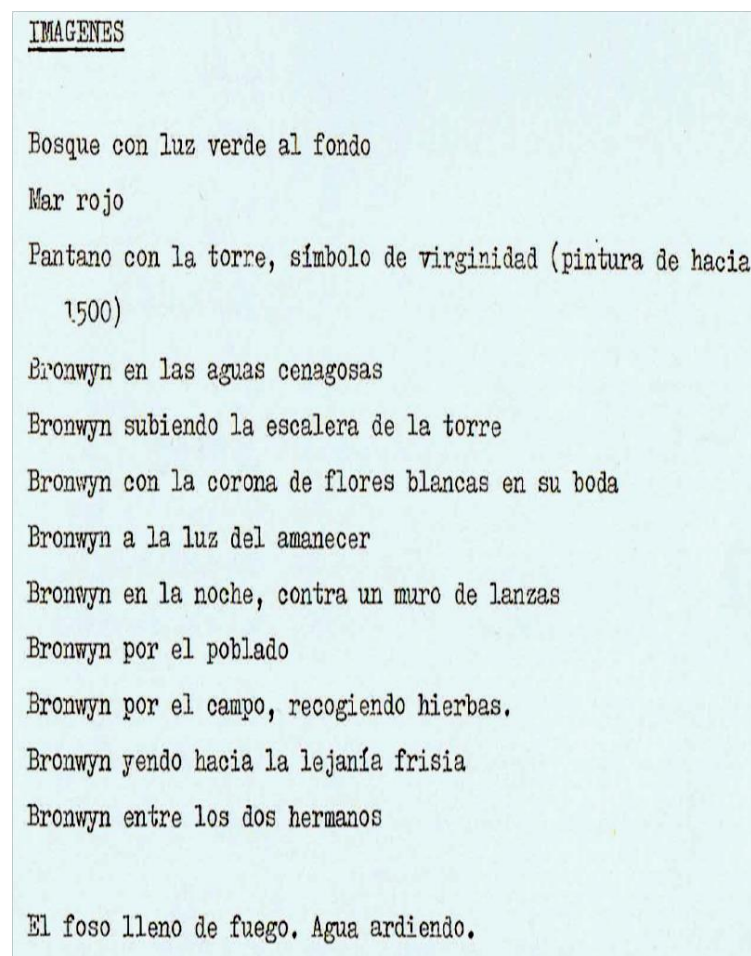 IMAGENES
Bosque con luz verde al fondo
Mar rojo
Pantano con la torre, símbolo de virginidad (pintura de hacia
1500)
Bronwyn en las aguas cenagosas
Bronwyn subiendo la escalera de la torre
Bronwyn con la corona de flores blancas en su boda
Bronwyn a la luz del amanecer
Bronwyn en la noche, contra un muro de lanzas
Bronwyn por el poblado
Bronwyn por el campo, recogiendo hierbas.
Bronwyn yendo hacia la lejanía frisia
Bronwyn entre los dos hermanos
El foso lleno de fuego. Agua ardiendo.